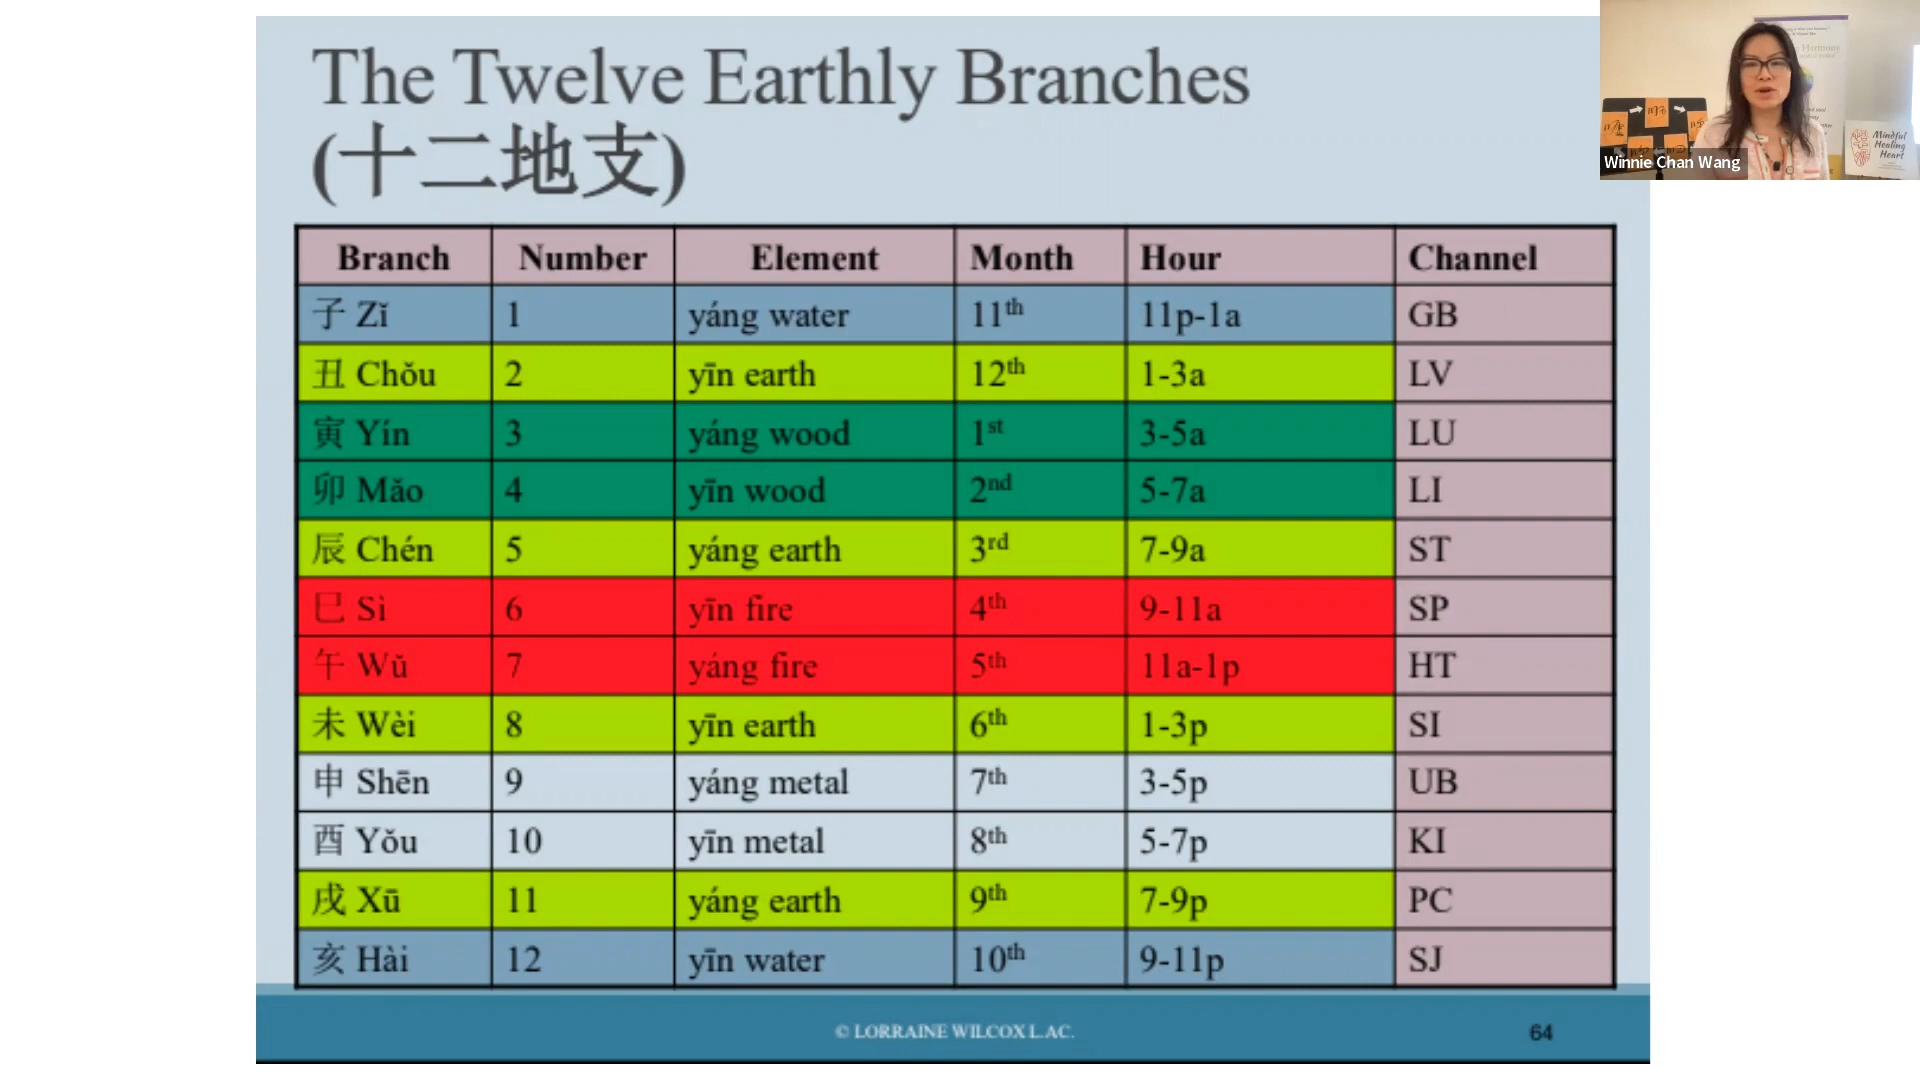 The Twelve Earthly Branches
(十二地支)
Branch Number Element Month Hour Channel
子 Zǐ 1 yáng water 11th 11p-1a GB
丑 Chǒu 2 yīn earth 12th 1-3a LV
寅 Yín 3 yáng wood 1st 3-5a LU
卯 Mǎo 4 yīn wood 2nd 5-7a LI
辰 Chén 5 yáng earth 3rd 7-9a ST
巳 Sì 6 yīn fire 4th 9-11a SP
午 Wǔ 7 yáng fire 5th 11a-1p HT
未 Wèi 8 yīn earth 6th 1-3p SI
申 Shēn 9 yáng metal 7th 3-5p UB
酉 Yǒu 10 yīn metal 8th 5-7p KI
戌 Xū 11 yáng earth 9th 7-9p PC
亥 Hài 12 yīn water 10th 9-11p SJ
© LORRAINE WILCOX L.AC.
64
Harmony
Mindful
Healing
Heart
Winnie Chan Wang